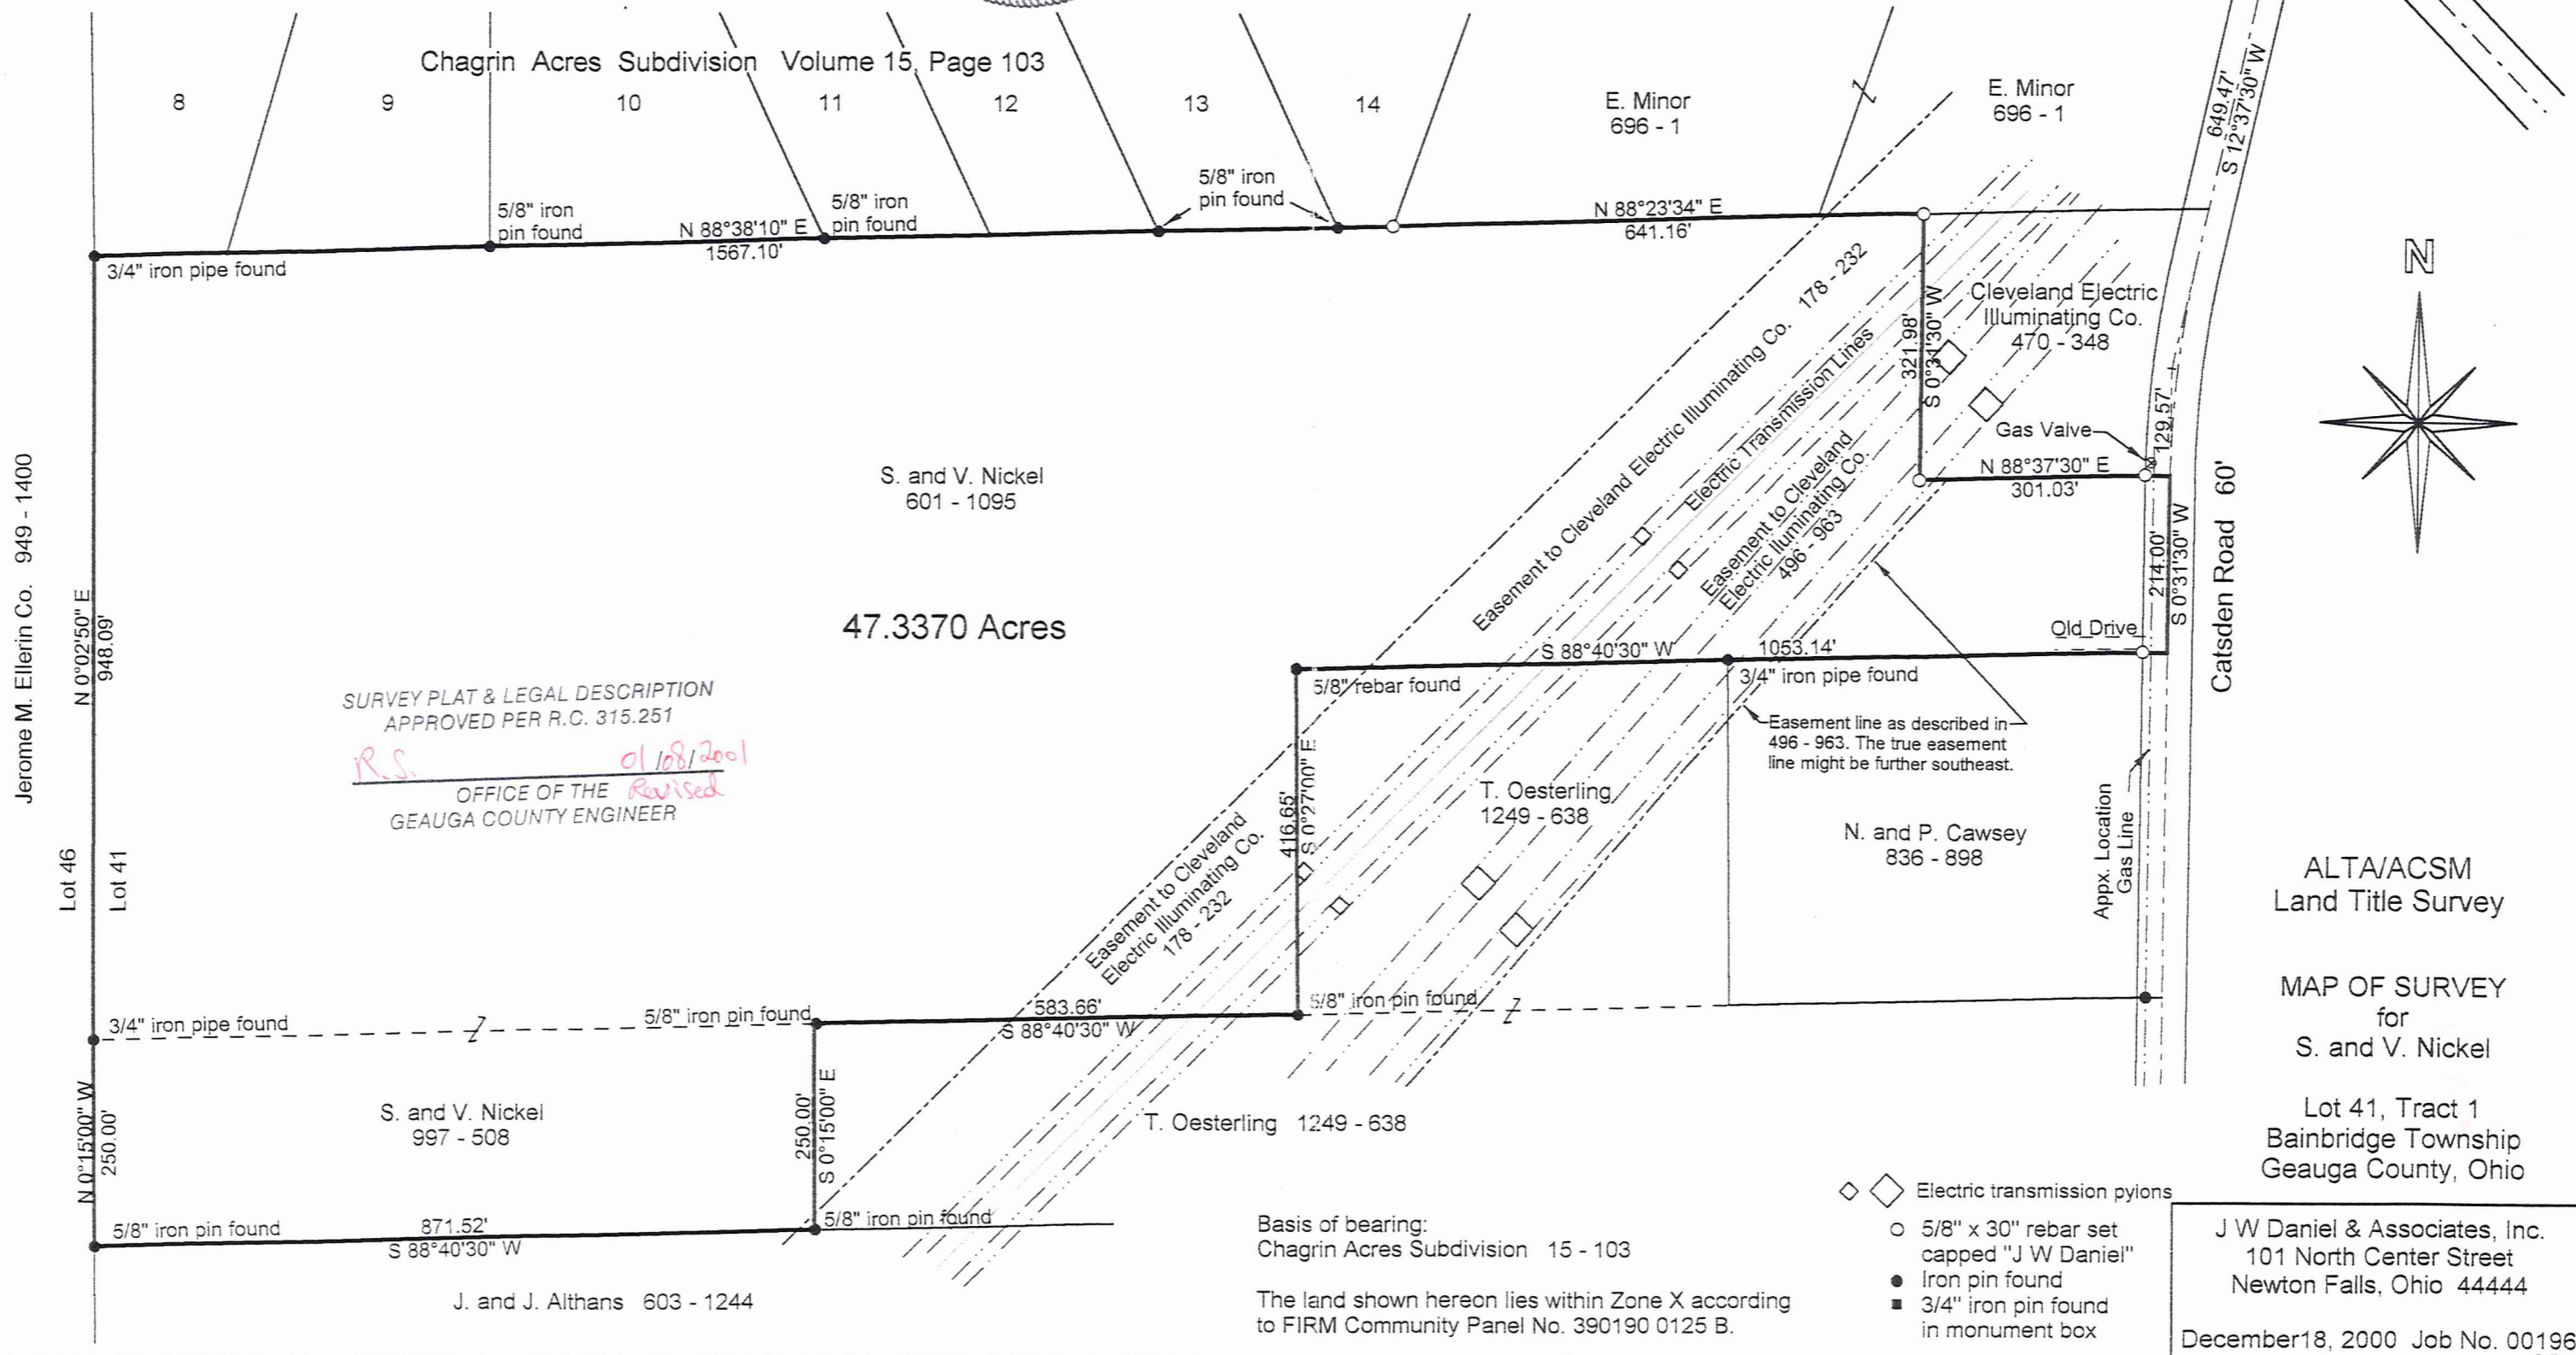 Chagrin Acres Subdivision Volume 15, Page 103
8
9
10
11
12
13
14
E. Minor
696 - 1
E. Minor
696 - 1
649.47'
S 12°37'30" W
3/4" iron pipe found
5/8" iron
pin found
N 88°38'10" E
1567.10'
5/8" iron
pin found
5/8" iron
pin found
N 88°23'34" E
641.16'
Easement to Cleveland Electric Illuminating Co. 178 - 232
Electric Transmission Lines
Easement to Cleveland
Electric Illuminating Co.
496 - 963
321.98'
S 0°31'30" W
Cleveland Electric
Illuminating Co.
470 - 348
Gas Valve
129.57'
N 88°37'30" E
301.03'
214.00'
S 0°31'30" W
Catsden Road 60'
Old Drive
N
Jerome M. Ellerin Co. 949 - 1400
N 0°02'50" E
948.09'
S. and V. Nickel
601 - 1095
47.3370 Acres
SURVEY PLAT & LEGAL DESCRIPTION
APPROVED PER R.C. 315.251
R.S. 01/08/2001
OFFICE OF THE Revised
GEAUGA COUNTY ENGINEER
Lot 46
Lot 41
S 88°40'30" W
1053.14'
5/8" rebar found
3/4" iron pipe found
Easement line as described in
496 - 963. The true easement
line might be further southeast.
416.65'
S 0°27'00" E
T. Oesterling
1249 - 638
N. and P. Cawsey
836 - 898
Appx. Location
Gas Line
Easement to Cleveland
Electric Illuminating Co.
178 - 232
3/4" iron pipe found
5/8" iron pin found
583.66'
S 88°40'30" W
5/8" iron pin found
N 0°15'00" W
250.00'
S. and V. Nickel
997 - 508
250.00'
S 0°15'00" E
T. Oesterling 1249 - 638
5/8" iron pin found
871.52'
S 88°40'30" W
5/8" iron pin found
J. and J. Althans 603 - 1244
Basis of bearing:
Chagrin Acres Subdivision 15 - 103
The land shown hereon lies within Zone X according
to FIRM Community Panel No. 390190 0125 B.
Electric transmission pylons
5/8" x 30" rebar set
capped "J W Daniel"
Iron pin found
3/4" iron pin found
in monument box
ALTA/ACSM
Land Title Survey
MAP OF SURVEY
for
S. and V. Nickel
Lot 41, Tract 1
Bainbridge Township
Geauga County, Ohio
J W Daniel & Associates, Inc.
101 North Center Street
Newton Falls, Ohio 44444
December18, 2000 Job No. 00196